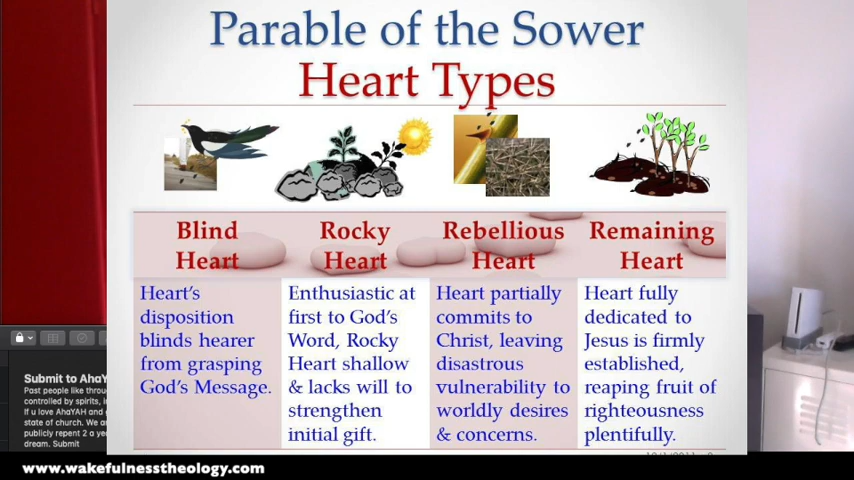 Parable of the Sower
Heart Types
Blind
Heart
Rocky
Heart
Rebellious
Heart
Remaining
Heart
Heart's
disposition
blinds hearer
from grasping
God's Message.
Enthusiastic at
first to God's
Word, Rocky
Heart shallow
& lacks will to
strengthen
initial gift.
Heart partially
commits to
Christ, leaving
disastrous
vulnerability to
worldly desires
& concerns.
Heart fully
dedicated to
Jesus is firmly
established,
reaping fruit of
righteousness
plentifully.
Submit to AhaY
Past people like throu
controlled by spirits, i
If u love AhaYAH and
state of church. We a
publicly repent 2 a ye
dream. Submit
www.wakefulnesstheology.com